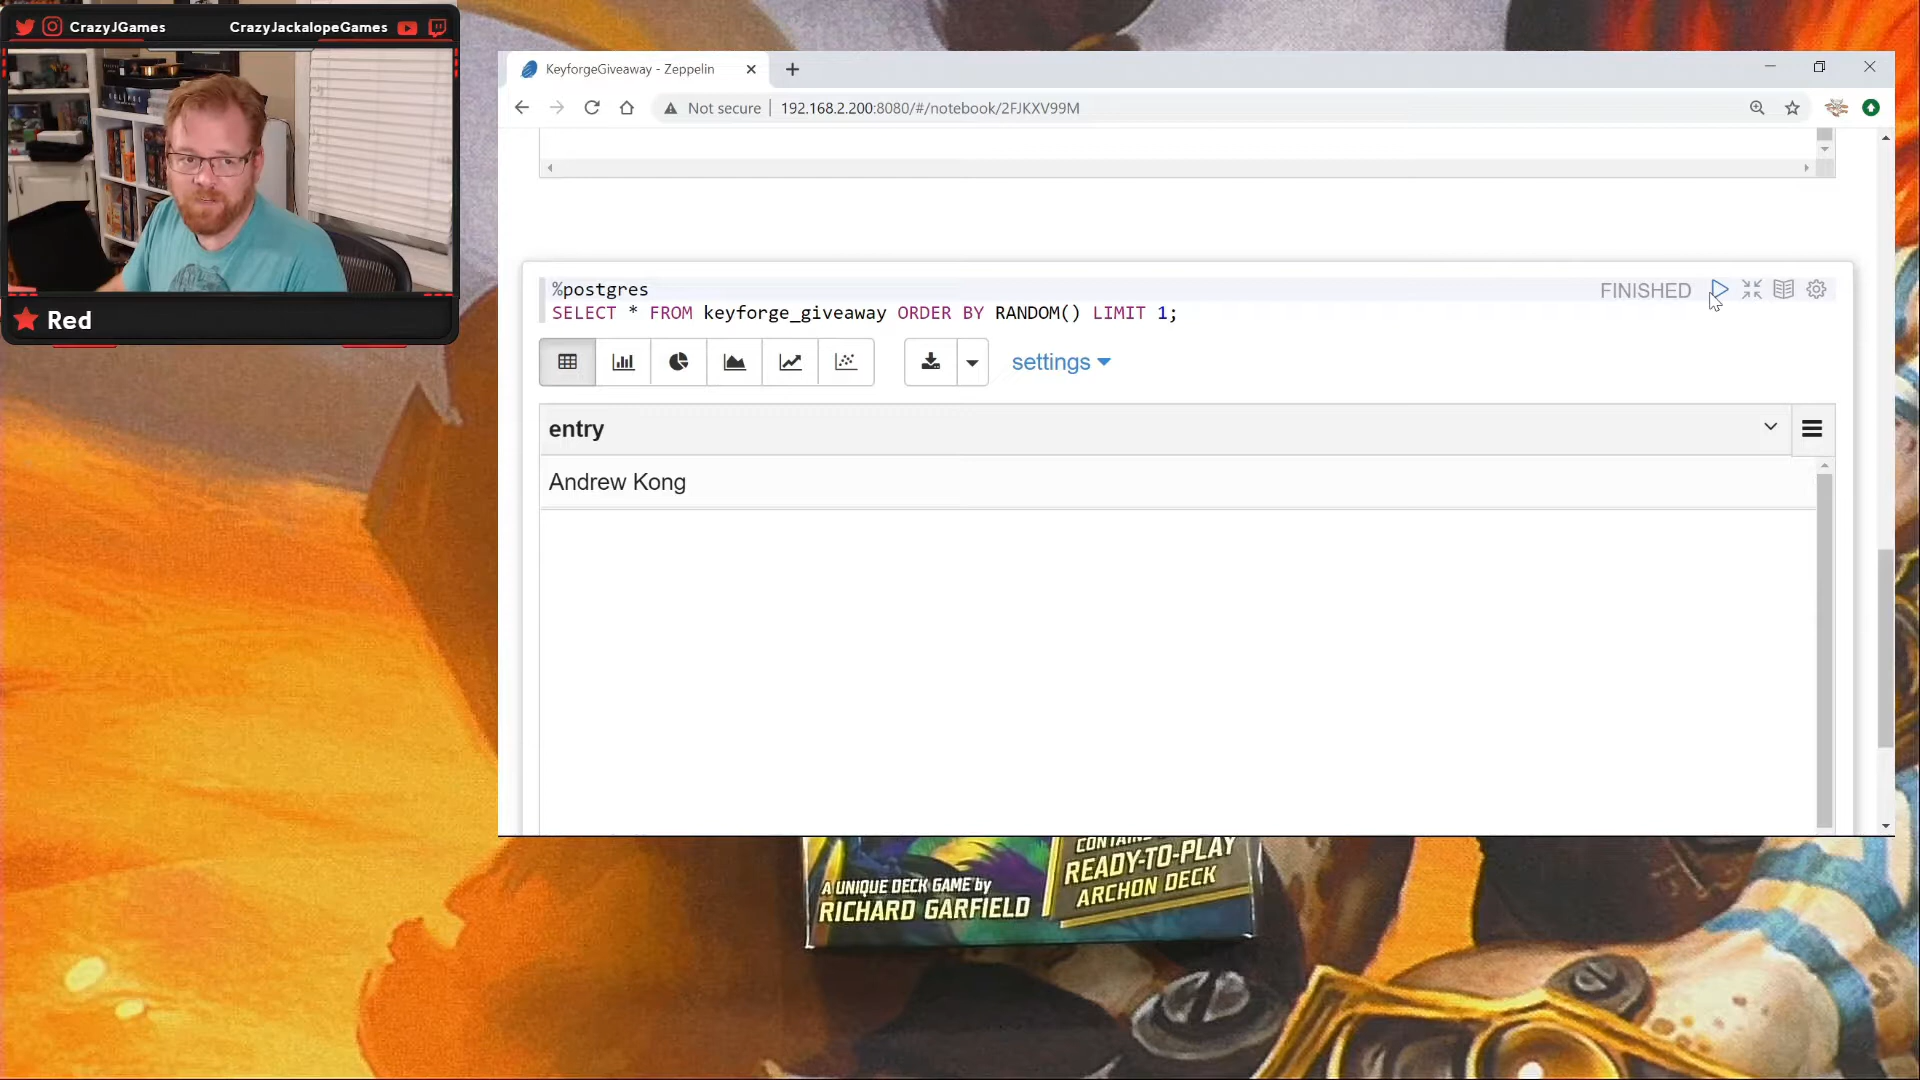 CrazyJGames
CrazyJackalopeGames
Red
KeyforgeGiveaway - Zeppelin
Not secure
192.168.2.200:8080/#/notebook/2FJKXV99M
%postgres
FINISHED
SELECT * FROM keyforge_giveaway ORDER BY RANDOM() LIMIT 1;
settings
entry
Andrew Kong
A UNIQUE DECK GAME by
RICHARD GARFIELD
READY-TO-PLAY
ARCHON DECK